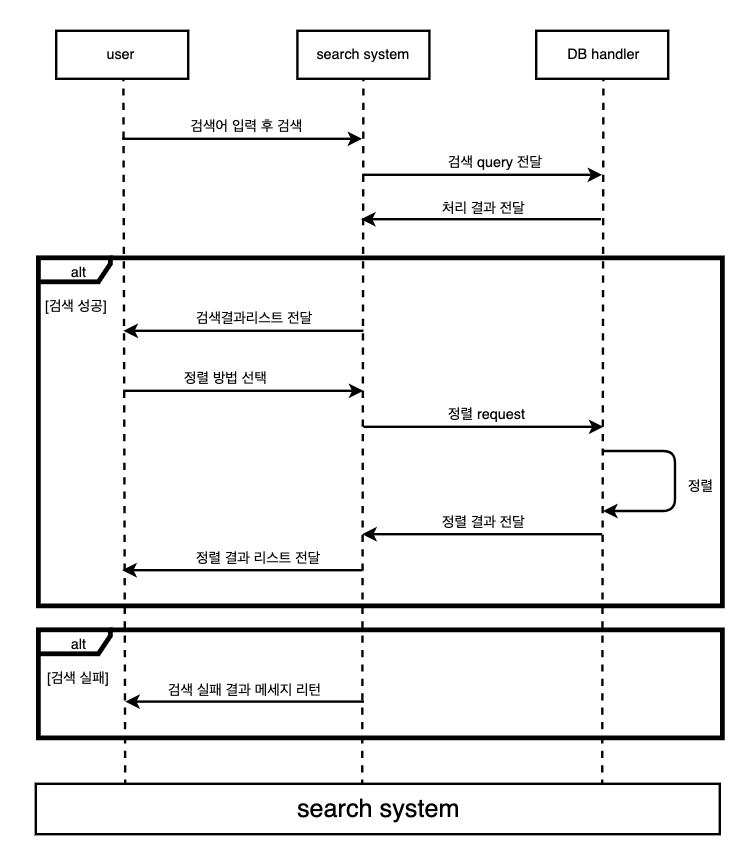 user
search system
DB handler
검색어 입력 후 검색
검색 query 전달
처리 결과 전달
alt
[검색 성공]
검색결과리스트 전달
정렬 방법 선택
정렬 request
정렬
정렬 결과 전달
정렬 결과 리스트 전달
alt
[검색 실패]
검색 실패 결과 메세지 리턴
search system